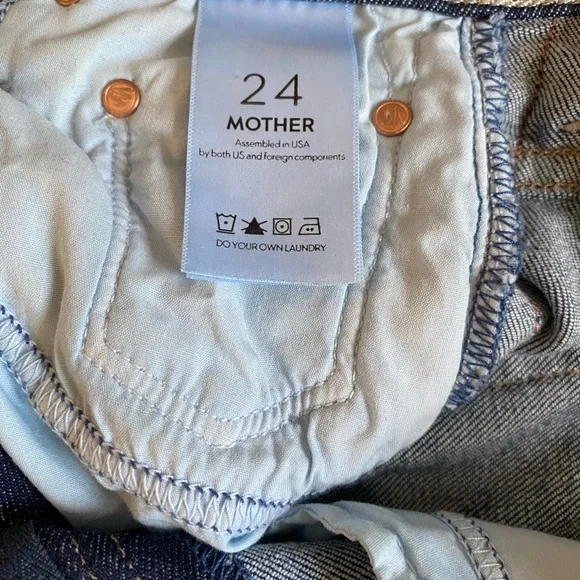 24
MOTHER
Assembled in USA
by both US and foreign components
DO YOUR OWN LAUNDRY